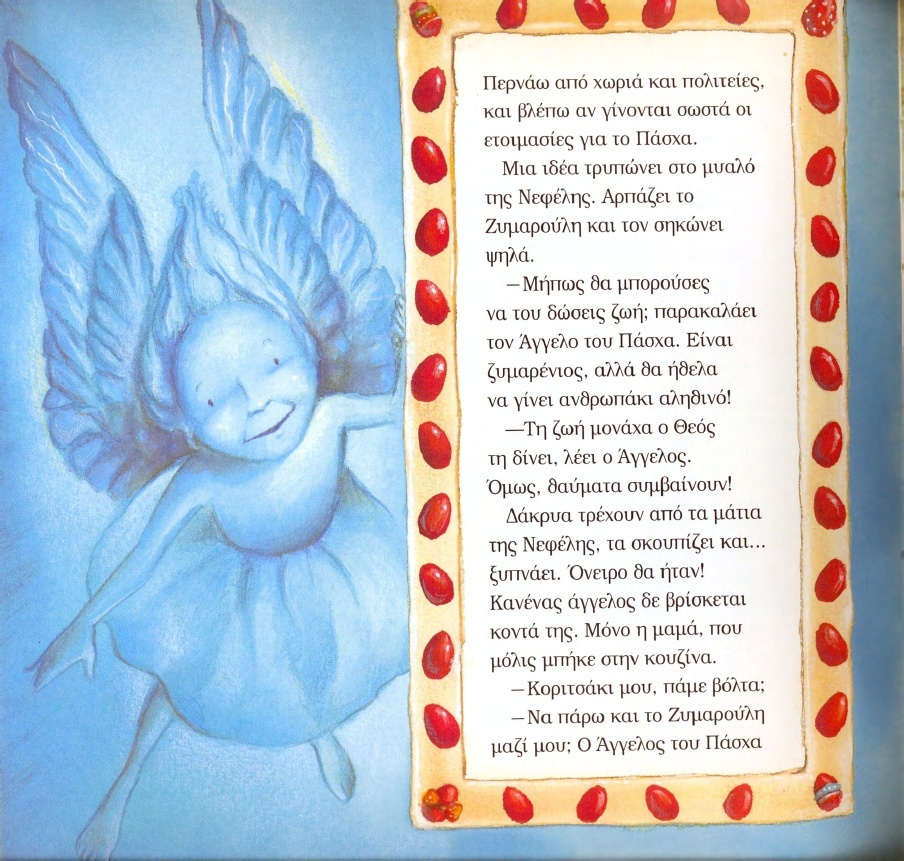 Περνάω από χωριά και πολιτείες,
και βλέπω αν γίνονται σωστά οι
ετοιμασίες για το Πάσχα.
Μια ιδέα τρυπώνει στο μυαλό
της Νεφέλης. Αρπάζει το
Ζυμαρούλη και τον σηκώνει
ψηλά.
—Μήπως θα μπορούσες
να του δώσεις ζωή; παρακαλάει
τον Άγγελο του Πάσχα. Είναι
ζυμαρένιος, αλλά θα ήθελα
να γίνει ανθρωπάκι αληθινό!
—Τη ζωή μονάχα ο Θεός
τη δίνει, λέει ο Άγγελος.
Όμως, θαύματα συμβαίνουν!
Δάκρυα τρέχουν από τα μάτια
της Νεφέλης, τα σκουπίζει και...
ξυπνάει. Όνειρο θα ήταν!
Κανένας άγγελος δε βρίσκεται
κοντά της. Μόνο η μαμά, που
μόλις μπήκε στην κουζίνα.
—Κοριτσάκι μου, πάμε βόλτα;
—Να πάρω και το Ζυμαρούλη
μαζί μου; Ο Άγγελος του Πάσχα